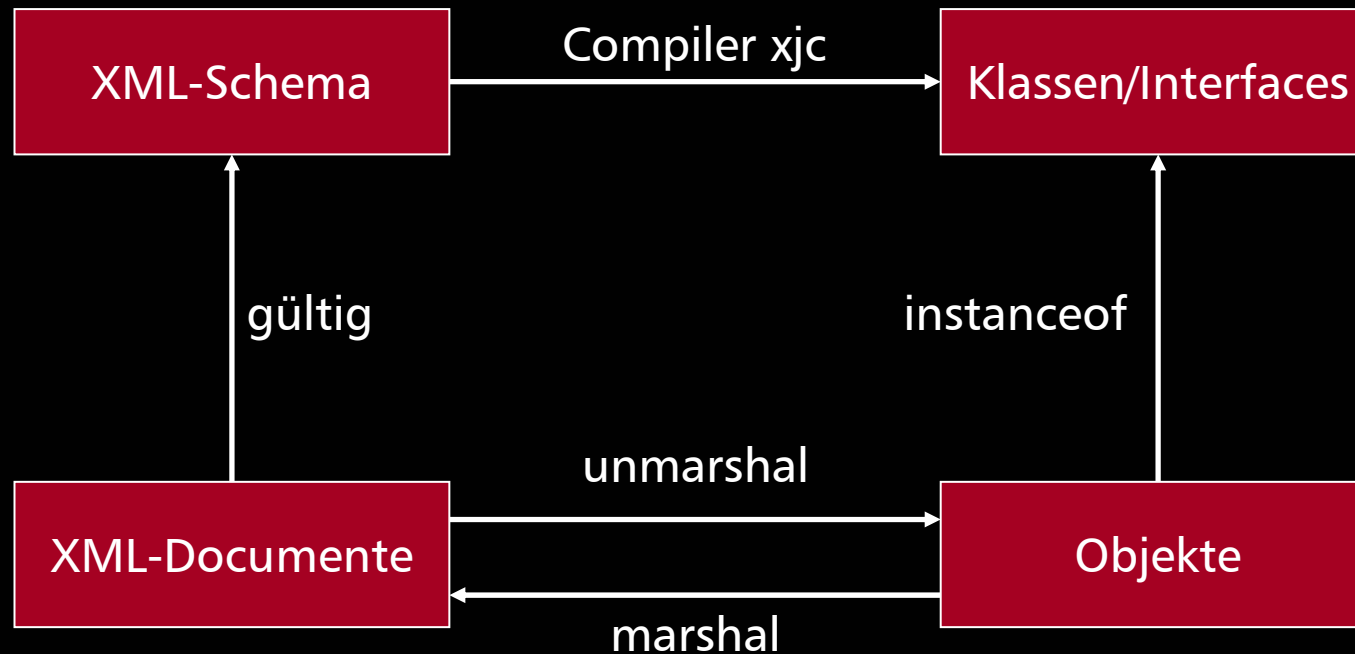 XML-Schema
Compiler xjc
Klassen/Interfaces
gültig
instanceof
unmarshal
XML-Documente
Objekte
marshal